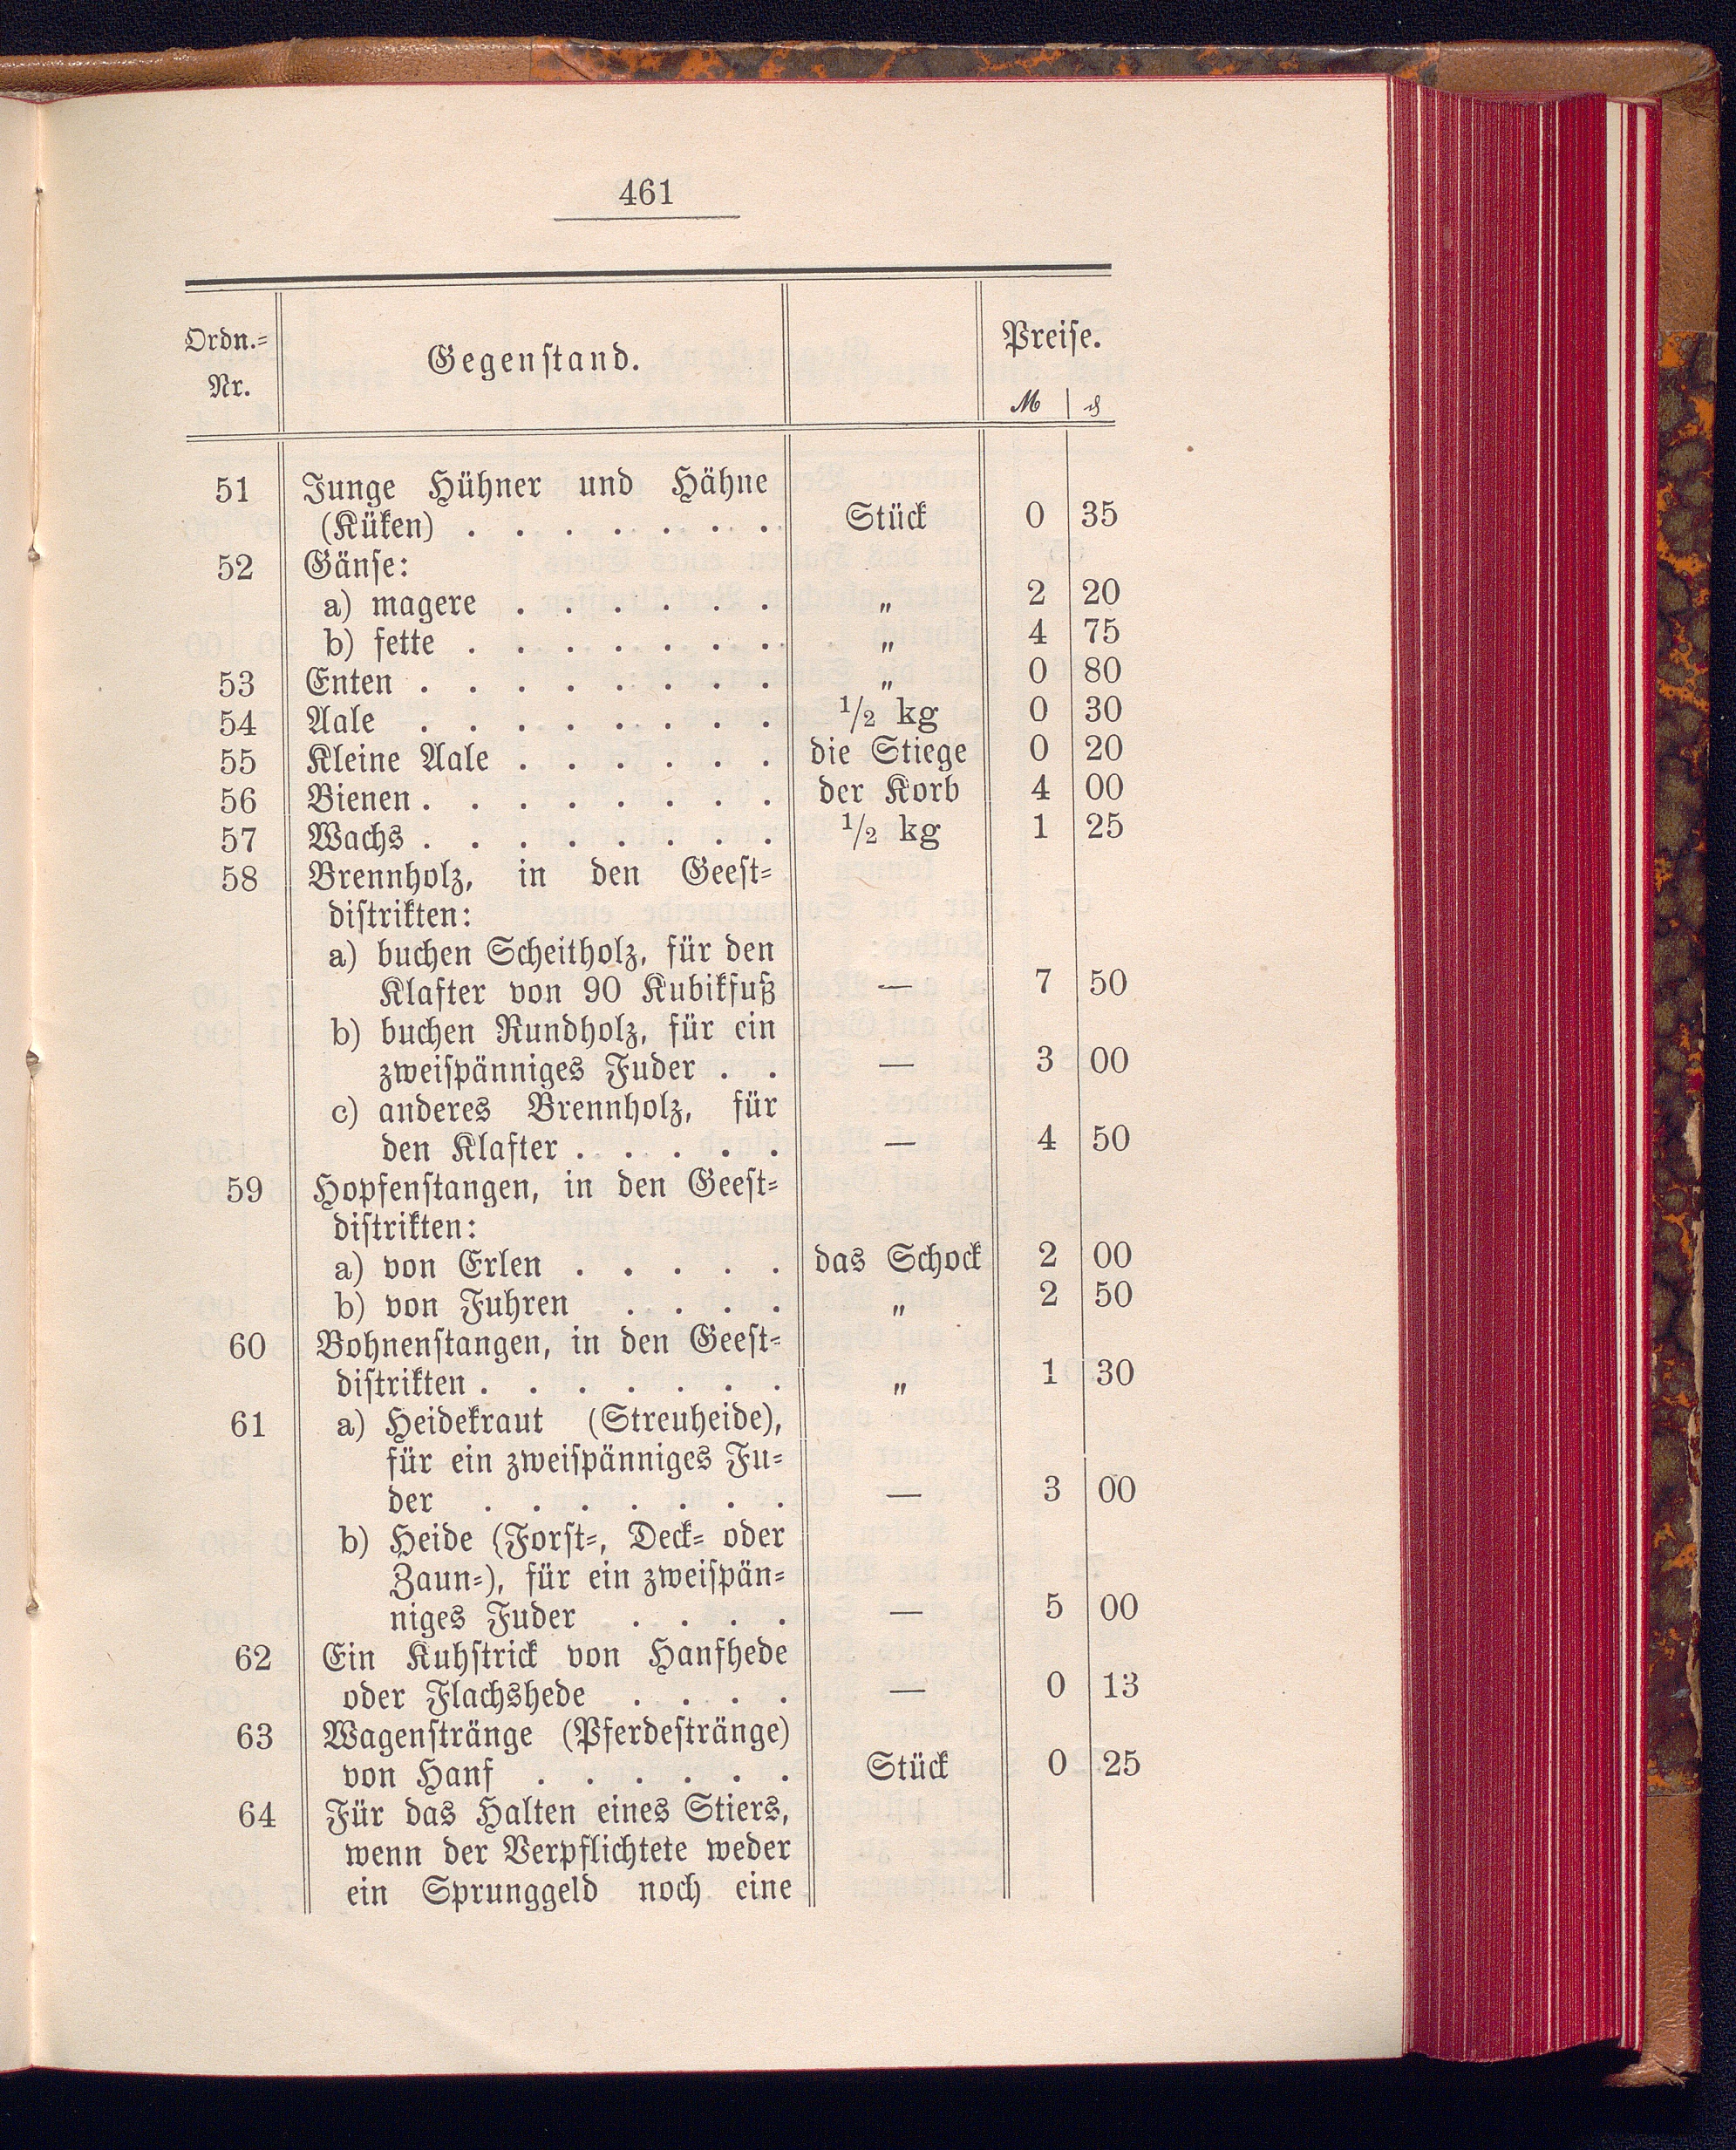 461
Ordn.- Nr. Gegenstand. Preise.
ℳ ₰
51 Junge Hühner und Hähne
(Küken) . . . . . . . Stück 0 35
52 Gänse:
a) magere . . . . . . „ 2 20
b) fette . . . . . . . „ 4 75
53 Enten . . . . . . . . „ 0 80
54 Aale . . . . . . . . 1/2 kg 0 30
55 Kleine Aale . . . . . . die Stiege 0 20
56 Bienen . . . . . . . . der Korb 4 00
57 Wachs . . . . . . . . 1/2 kg 1 25
58 Brennholz, in den Geest-
distrikten:
a) buchen Scheitholz, für den
Klafter von 90 Kubikfuß — 7 50
b) buchen Rundholz, für ein
zweispänniges Fuder . . — 3 00
c) anderes Brennholz, für
den Klafter . . . . . — 4 50
59 Hopfenstangen, in den Geest-
distrikten:
a) von Erlen . . . . . das Schock 2 00
b) von Fuhren . . . . „ 2 50
60 Bohnenstangen, in den Geest-
distrikten . . . . . . . „ 1 30
61 a) Heidekraut (Streuheide),
für ein zweispänniges Fu-
der . . . . . . . — 3 00
b) Heide (Forst-, Deck- oder
Zaun-), für ein zweispän-
niges Fuder . . . . — 5 00
62 Ein Kuhstrick von Hanfhede
oder Flachshede . . . . — 0 13
63 Wagenstränge (Pferdestränge)
von Hanf . . . . . . Stück 0 25
64 Für das Halten eines Stiers,
wenn der Verpflichtete weder
ein Sprunggeld noch eine